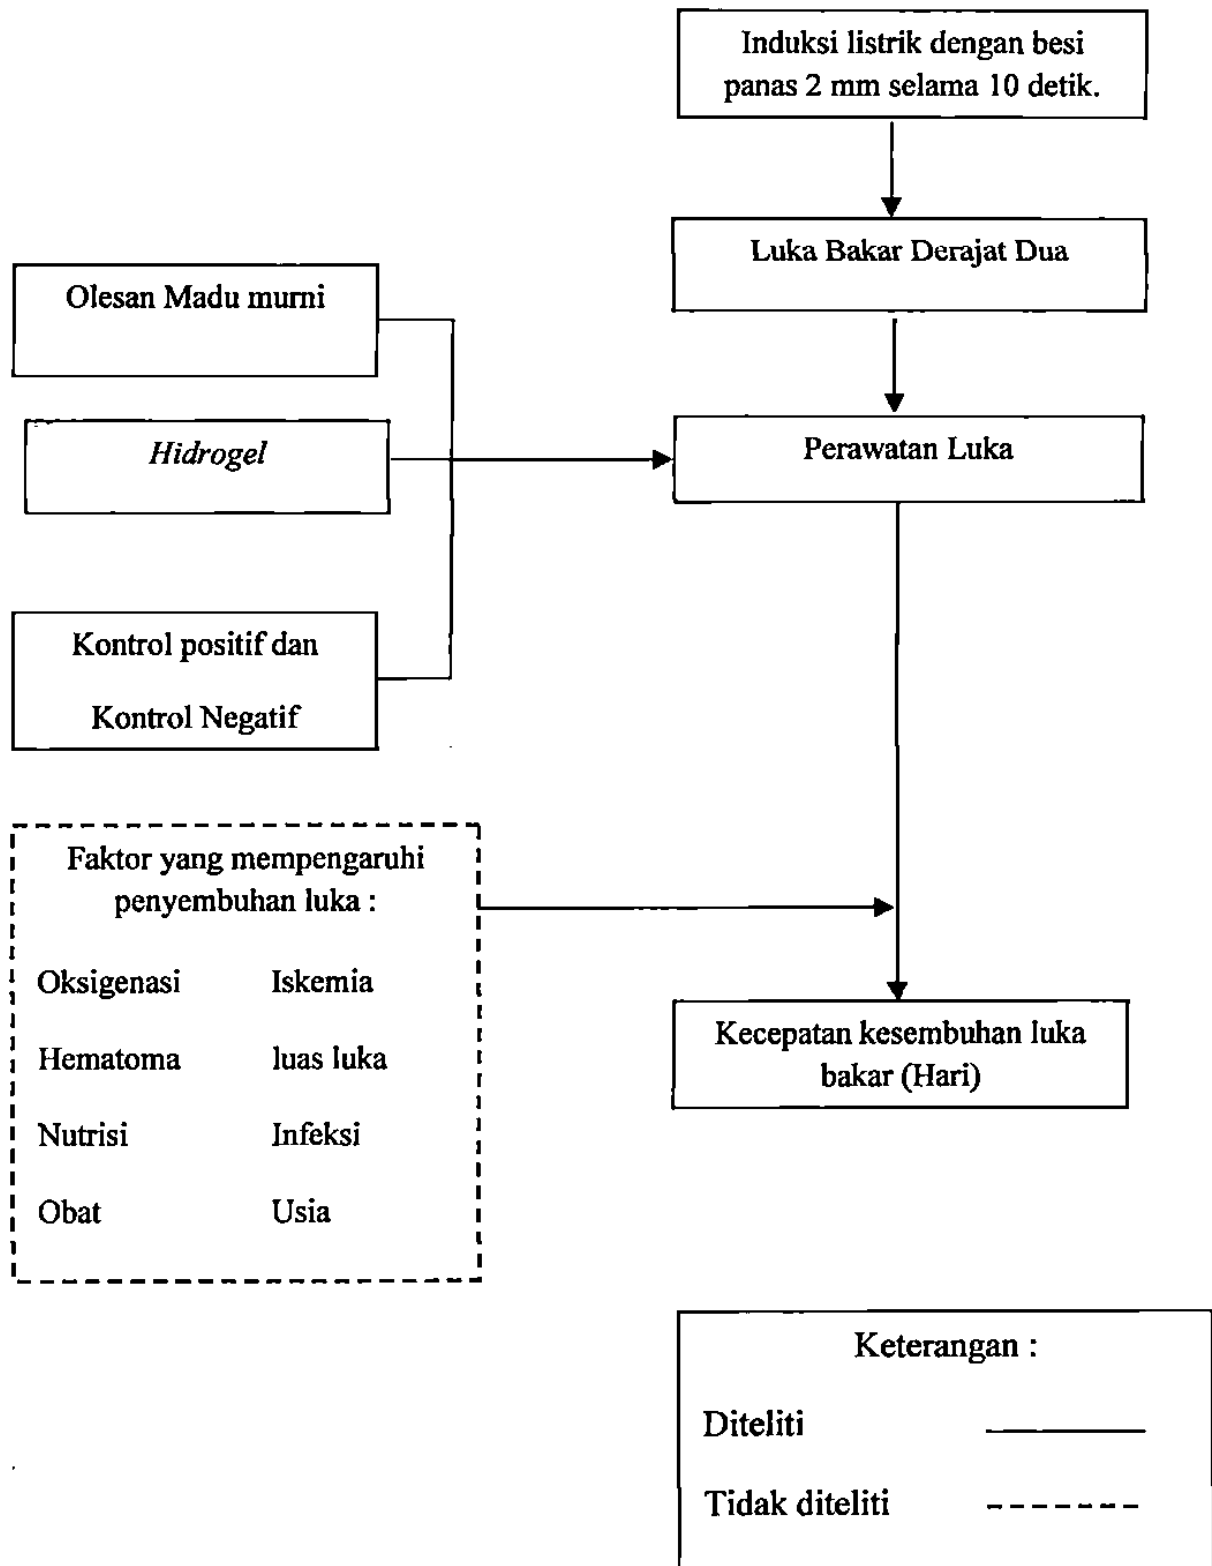 Induksi listrik dengan besi
panas 2 mm selama 10 detik.
Luka Bakar Derajat Dua
Olesan Madu murni
Hidrogel
Perawatan Luka
Kontrol positif dan
Kontrol Negatif
Faktor yang mempengaruhi
penyembuhan luka :
Oksigenasi Iskemia
Hematoma luas luka
Nutrisi Infeksi
Obat Usia
Kecepatan kesembuhan luka
bakar (Hari)
Keterangan :
Diteliti
Tidak diteliti